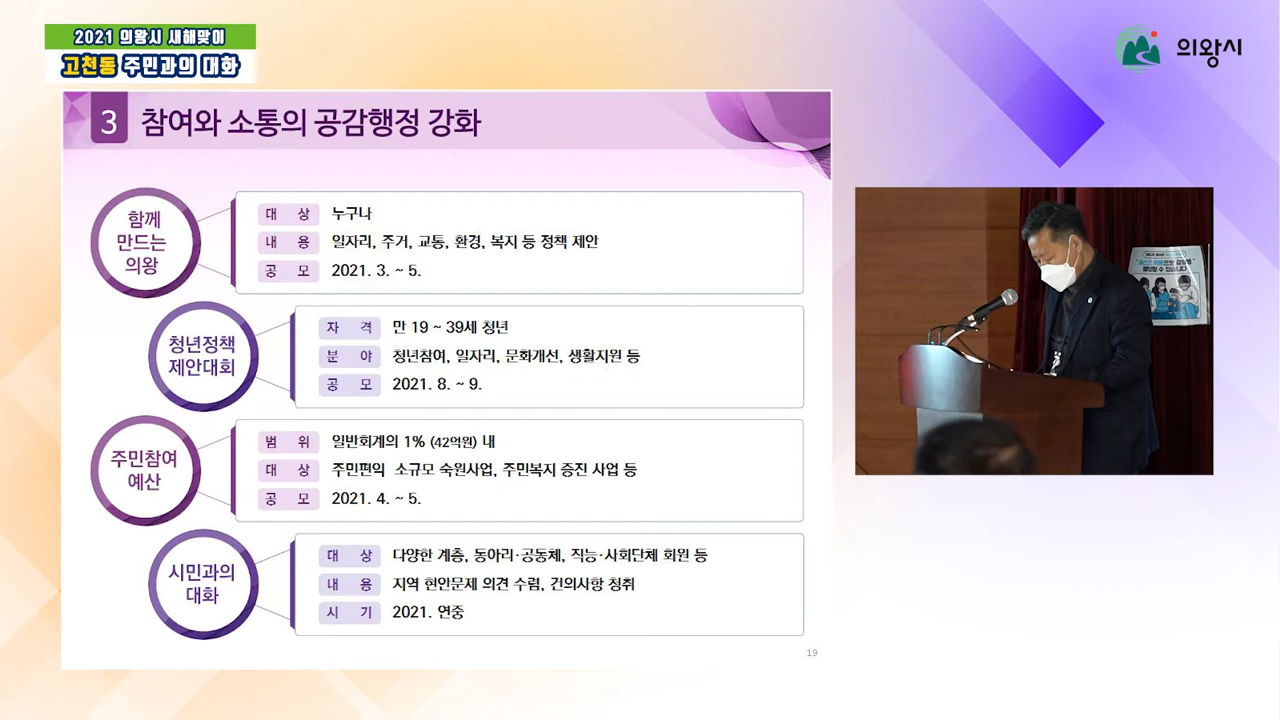 2021 의왕시 새해맞이
고천동 주민과의 대화
의왕시
3 참여와 소통의 공감행정 강화
함께
만드는
의왕
대 상 누구나
내 용 일자리, 주거, 교통, 환경, 복지 등 정책 제안
공 모 2021. 3. ~ 5.
청년정책
제안대회
자 격 만 19 ~ 39세 청년
분 야 청년참여, 일자리, 문화개선, 생활지원 등
공 모 2021. 8. ~ 9.
주민참여
예산
범 위 일반회계의 1% (42억원) 내
대 상 주민편익 소규모 숙원사업, 주민복지 증진 사업 등
공 모 2021. 4. ~ 5.
시민과의
대화
대 상 다양한 계층, 동아리·공동체, 직능·사회단체 회원 등
내 용 지역 현안문제 의견 수렴, 건의사항 청취
시 기 2021. 연중
19